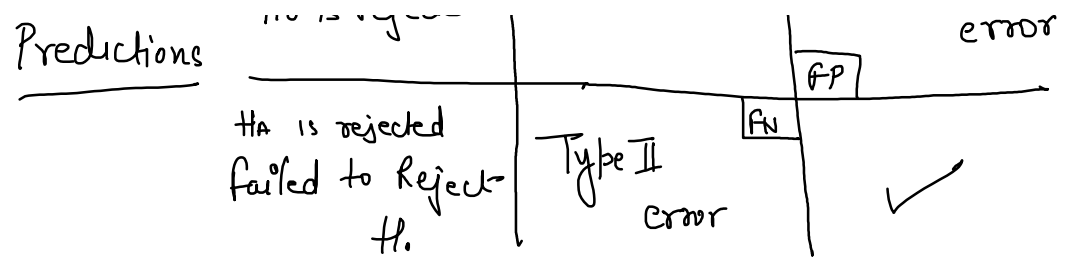 error
Predictions
FP
FN
HA is rejected
failed to Reject
H₀
Type II
error